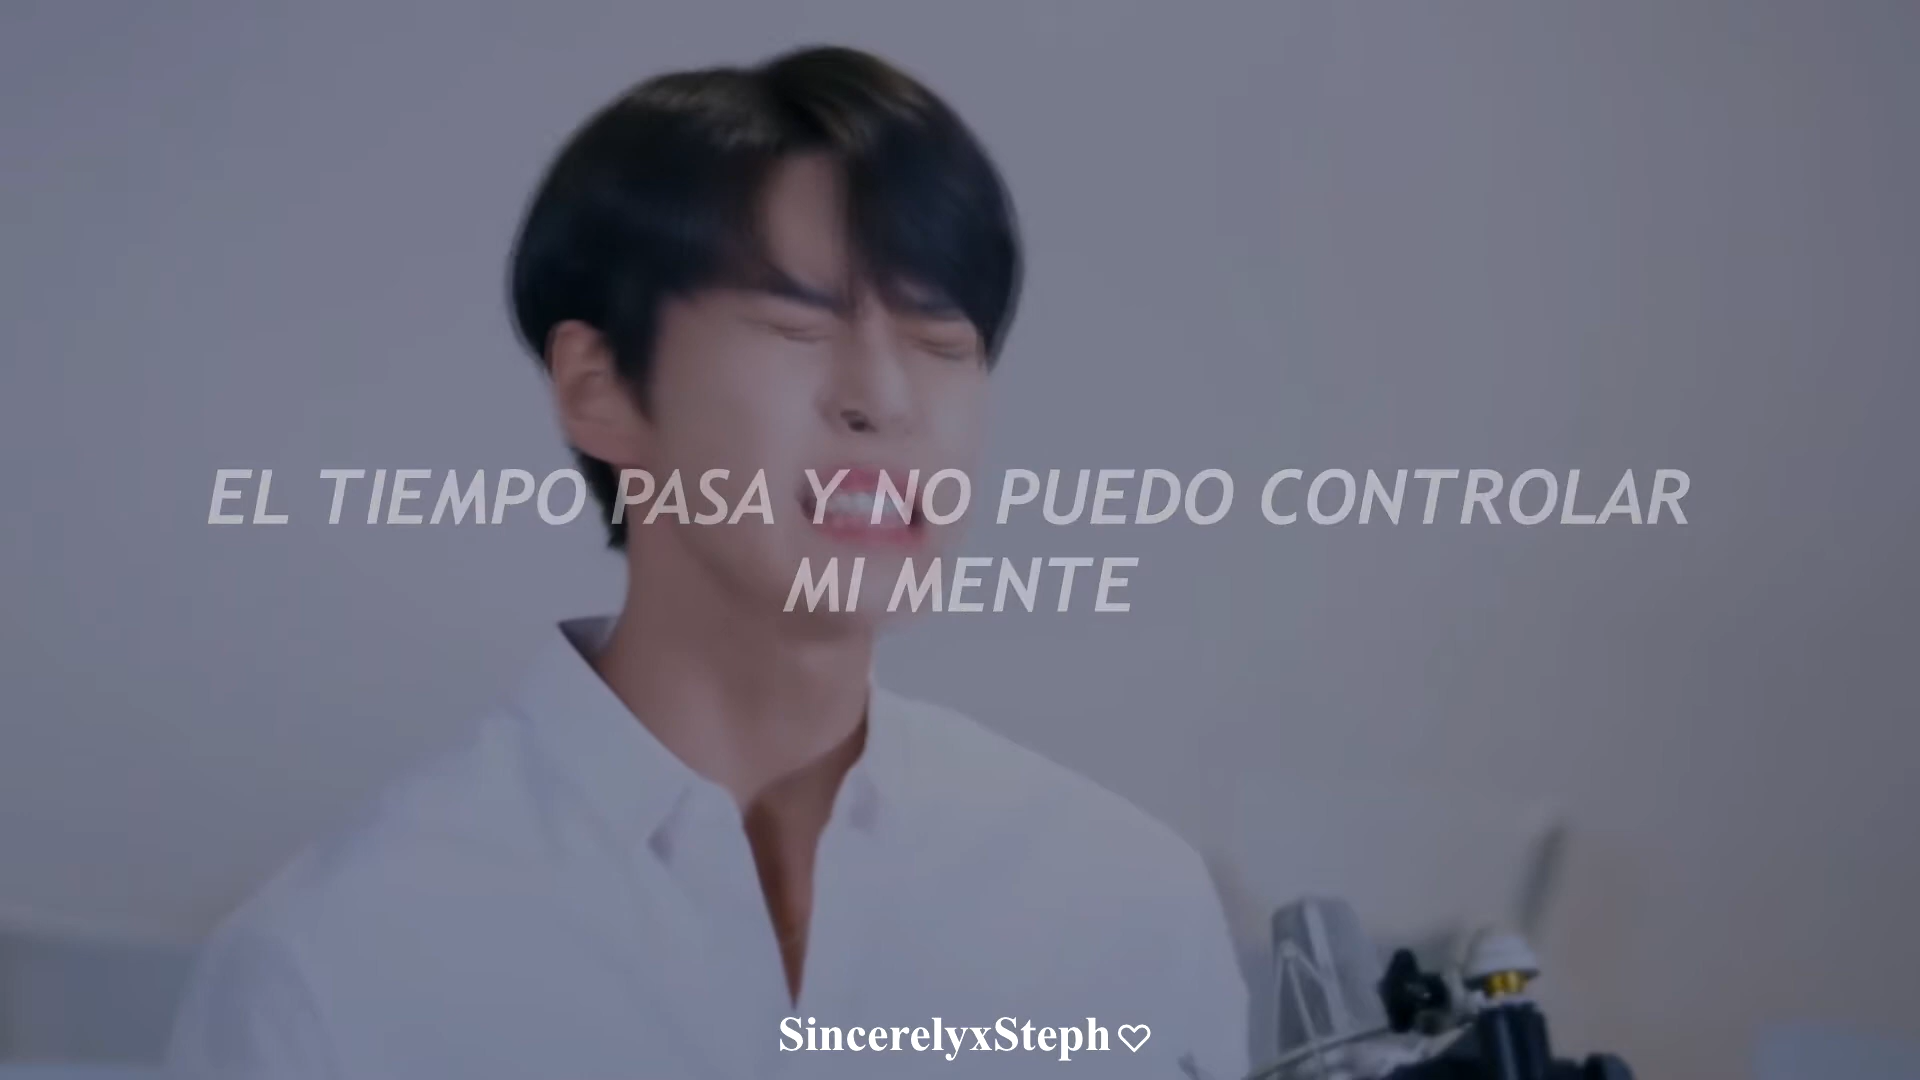 EL TIEMPO PASA Y NO PUEDO CONTROLAR
MI MENTE
SincerelyxSteph♡